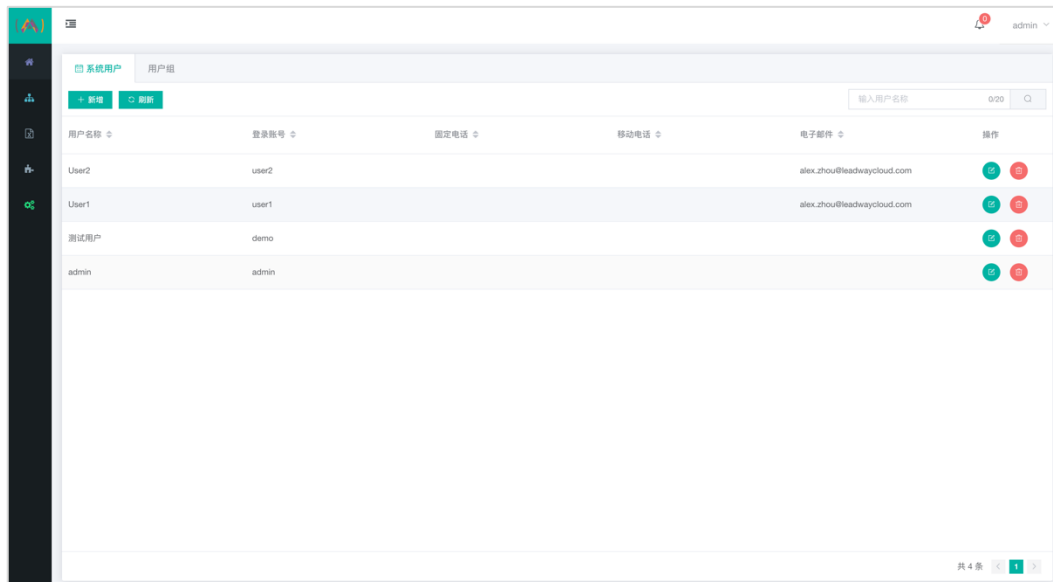 0
admin
系统用户 用户组
+ 新增 刷新 输入用户名称 0/20
用户名称 登录账号 固定电话 移动电话 电子邮件 操作
User2 user2 alex.zhou@leadwaycloud.com
User1 user1 alex.zhou@leadwaycloud.com
测试用户 demo
admin admin
共 4 条 < 1 >